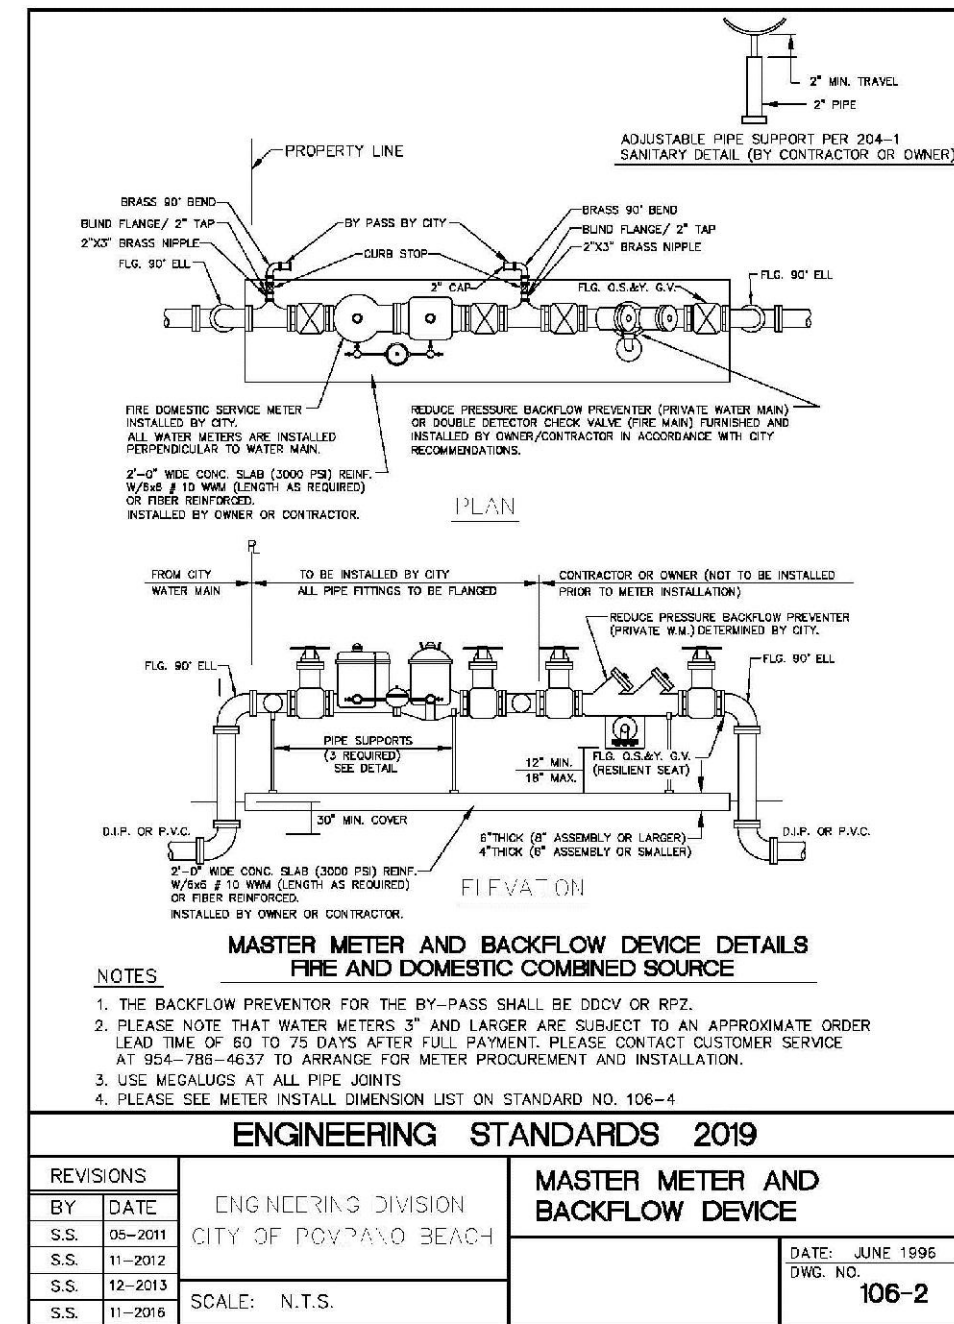 2" MIN. TRAVEL
2" PIPE
ADJUSTABLE PIPE SUPPORT PER 204-1
SANITARY DETAIL (BY CONTRACTOR OR OWNER)
PROPERTY LINE
BRASS 90° BEND
BLIND FLANGE/ 2" TAP
2"X3" BRASS NIPPLE
FLG. 90° ELL
BY PASS BY CITY
CURB STOP
2" CAP
BRASS 90° BEND
BLIND FLANGE/ 2" TAP
2"X3" BRASS NIPPLE
FLG. O.S.&Y. G.V.
FLG. 90° ELL
FIRE DOMESTIC SERVICE METER
INSTALLED BY CITY.
ALL WATER METERS ARE INSTALLED
PERPENDICULAR TO WATER MAIN.
2'-0" WIDE CONC. SLAB (3000 PSI) REINF.
W/6x6 # 10 WWM (LENGTH AS REQUIRED)
OR FIBER REINFORCED.
INSTALLED BY OWNER OR CONTRACTOR.
REDUCE PRESSURE BACKFLOW PREVENTER (PRIVATE WATER MAIN)
OR DOUBLE DETECTOR CHECK VALVE (FIRE MAIN) FURNISHED AND
INSTALLED BY OWNER/CONTRACTOR IN ACCORDANCE WITH CITY
RECOMMENDATIONS.
PLAN
PL
FROM CITY
WATER MAIN
TO BE INSTALLED BY CITY
ALL PIPE FITTINGS TO BE FLANGED
CONTRACTOR OR OWNER (NOT TO BE INSTALLED
PRIOR TO METER INSTALLATION)
REDUCE PRESSURE BACKFLOW PREVENTER
(PRIVATE W.M.) DETERMINED BY CITY.
FLG. 90° ELL
FLG. 90° ELL
PIPE SUPPORTS
(3 REQUIRED)
SEE DETAIL
12" MIN.
18" MAX.
FLG. O.S.&Y. G.V.
(RESILIENT SEAT)
30" MIN. COVER
D.I.P. OR P.V.C.
6"THICK (8" ASSEMBLY OR LARGER)
4"THICK (6" ASSEMBLY OR SMALLER)
D.I.P. OR P.V.C.
2'-0" WIDE CONC. SLAB (3000 PSI) REINF.
W/6x6 # 10 WWM (LENGTH AS REQUIRED)
OR FIBER REINFORCED.
INSTALLED BY OWNER OR CONTRACTOR.
ELEVATION
MASTER METER AND BACKFLOW DEVICE DETAILS
FIRE AND DOMESTIC COMBINED SOURCE
NOTES
1. THE BACKFLOW PREVENTOR FOR THE BY-PASS SHALL BE DDCV OR RPZ.
2. PLEASE NOTE THAT WATER METERS 3" AND LARGER ARE SUBJECT TO AN APPROXIMATE ORDER
LEAD TIME OF 60 TO 75 DAYS AFTER FULL PAYMENT. PLEASE CONTACT CUSTOMER SERVICE
AT 954-786-4637 TO ARRANGE FOR METER PROCUREMENT AND INSTALLATION.
3. USE MEGALUGS AT ALL PIPE JOINTS
4. PLEASE SEE METER INSTALL DIMENSION LIST ON STANDARD NO. 106-4
ENGINEERING STANDARDS 2019
REVISIONS
BY DATE
S.S. 05-2011
S.S. 11-2012
S.S. 12-2013
S.S. 11-2016
ENGINEERING DIVISION
CITY OF POMPANO BEACH
SCALE: N.T.S.
MASTER METER AND
BACKFLOW DEVICE
DATE: JUNE 1996
DWG. NO.
106-2